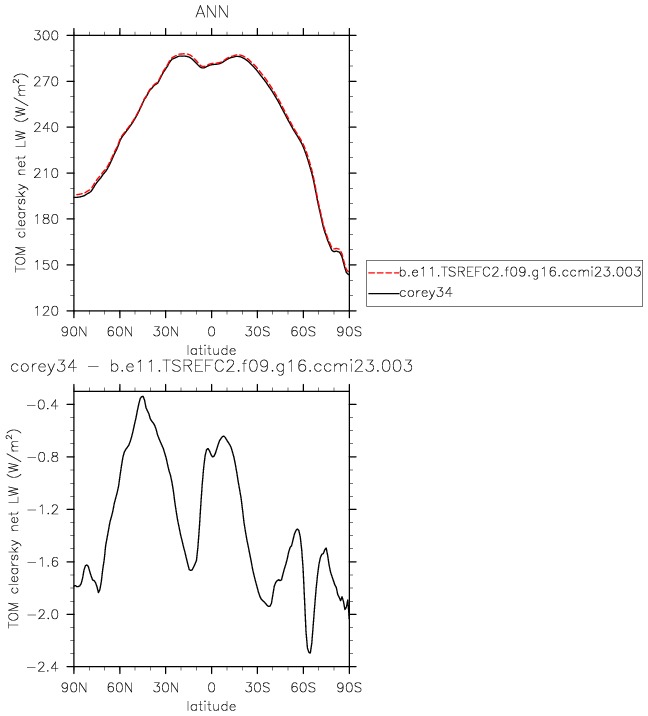 ANN
TOM clearsky net LW (W/m²)
300
270
240
210
180
150
120
90N 60N 30N 0 30S 60S 90S
latitude
b.e11.TSREFC2.f09.g16.ccmi23.003
corey34
corey34 − b.e11.TSREFC2.f09.g16.ccmi23.003
TOM clearsky net LW (W/m²)
−0.4
−0.8
−1.2
−1.6
−2.0
−2.4
90N 60N 30N 0 30S 60S 90S
latitude